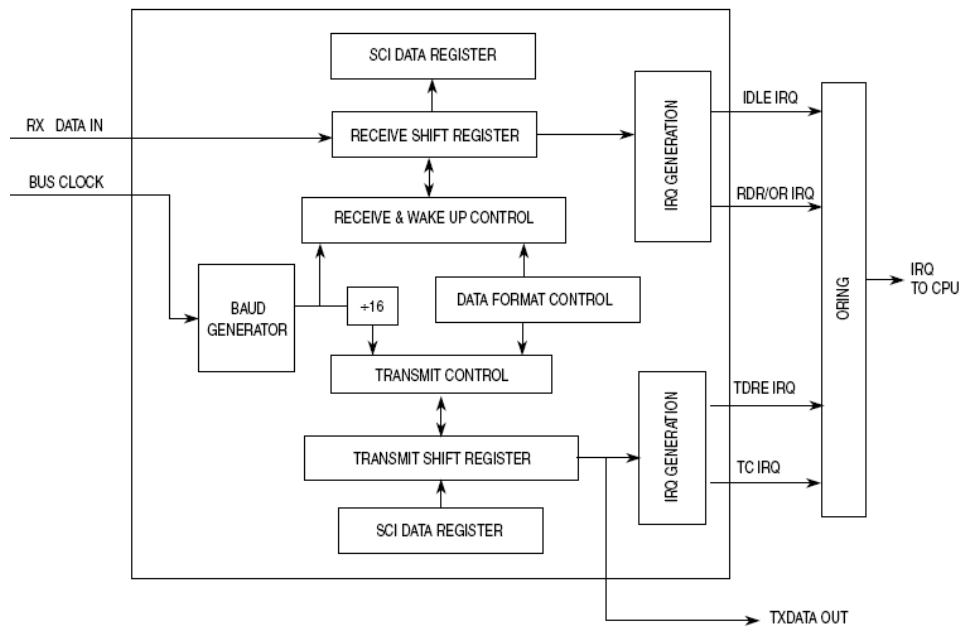 SCI DATA REGISTER
IDLE IRQ
RX DATA IN
RECEIVE SHIFT REGISTER
IRQ GENERATION
BUS CLOCK
RDR/OR IRQ
RECEIVE & WAKE UP CONTROL
IRQ
TO CPU
ORING
BAUD
GENERATOR
÷16
DATA FORMAT CONTROL
TRANSMIT CONTROL
TDRE IRQ
IRQ GENERATION
TRANSMIT SHIFT REGISTER
TC IRQ
SCI DATA REGISTER
TXDATA OUT